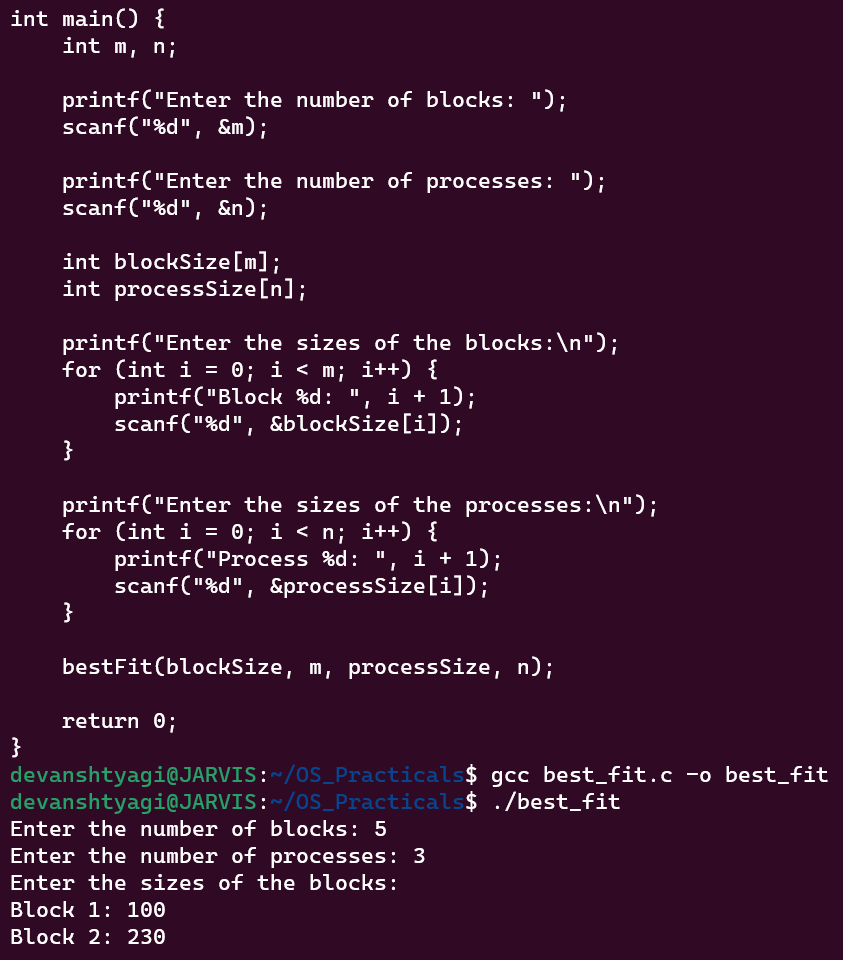 int main() {
    int m, n;

    printf("Enter the number of blocks: ");
    scanf("%d", &m);

    printf("Enter the number of processes: ");
    scanf("%d", &n);

    int blockSize[m];
    int processSize[n];

    printf("Enter the sizes of the blocks:\n");
    for (int i = 0; i < m; i++) {
        printf("Block %d: ", i + 1);
        scanf("%d", &blockSize[i]);
    }

    printf("Enter the sizes of the processes:\n");
    for (int i = 0; i < n; i++) {
        printf("Process %d: ", i + 1);
        scanf("%d", &processSize[i]);
    }

    bestFit(blockSize, m, processSize, n);

    return 0;
}
devanshtyagi@JARVIS:~/OS_Practicals$ gcc best_fit.c -o best_fit
devanshtyagi@JARVIS:~/OS_Practicals$ ./best_fit
Enter the number of blocks: 5
Enter the number of processes: 3
Enter the sizes of the blocks:
Block 1: 100
Block 2: 230